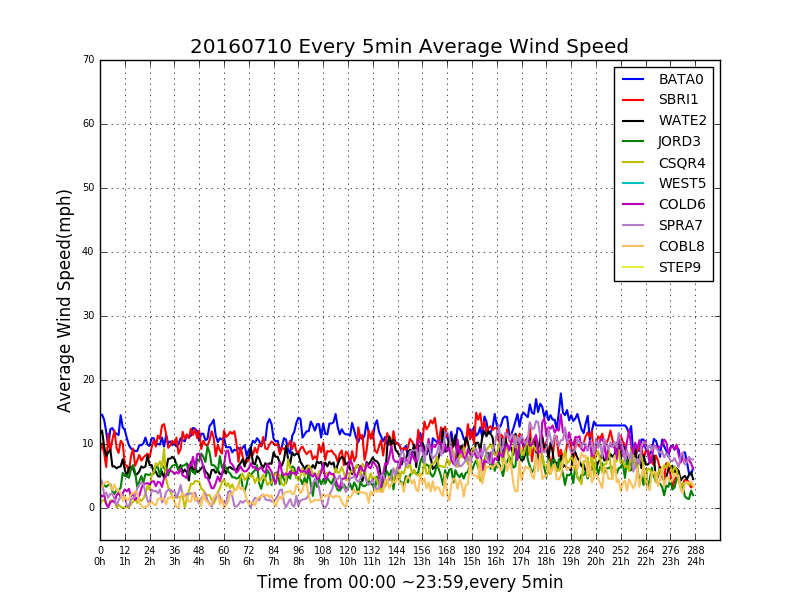 20160710 Every 5min Average Wind Speed
70
60
50
40
30
20
10
0
Average Wind Speed(mph)
BATA0
SBRI1
WATE2
JORD3
CSQR4
WEST5
COLD6
SPRA7
COBL8
STEP9
0 12 24 36 48 60 72 84 96 108 120 132 144 156 168 180 192 204 216 228 240 252 264 276 288
0h 1h 2h 3h 4h 5h 6h 7h 8h 9h 10h 11h 12h 13h 14h 15h 16h 17h 18h 19h 20h 21h 22h 23h 24h
Time from 00:00 ~23:59,every 5min